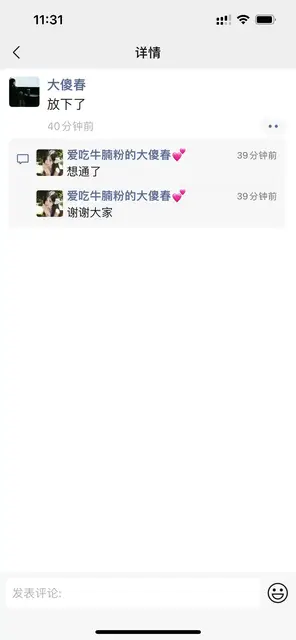 11:31
详情
大傻春
放下了
40分钟前
爱吃牛腩粉的大傻春💕
39分钟前
想通了
爱吃牛腩粉的大傻春💕
39分钟前
谢谢大家
发表评论: